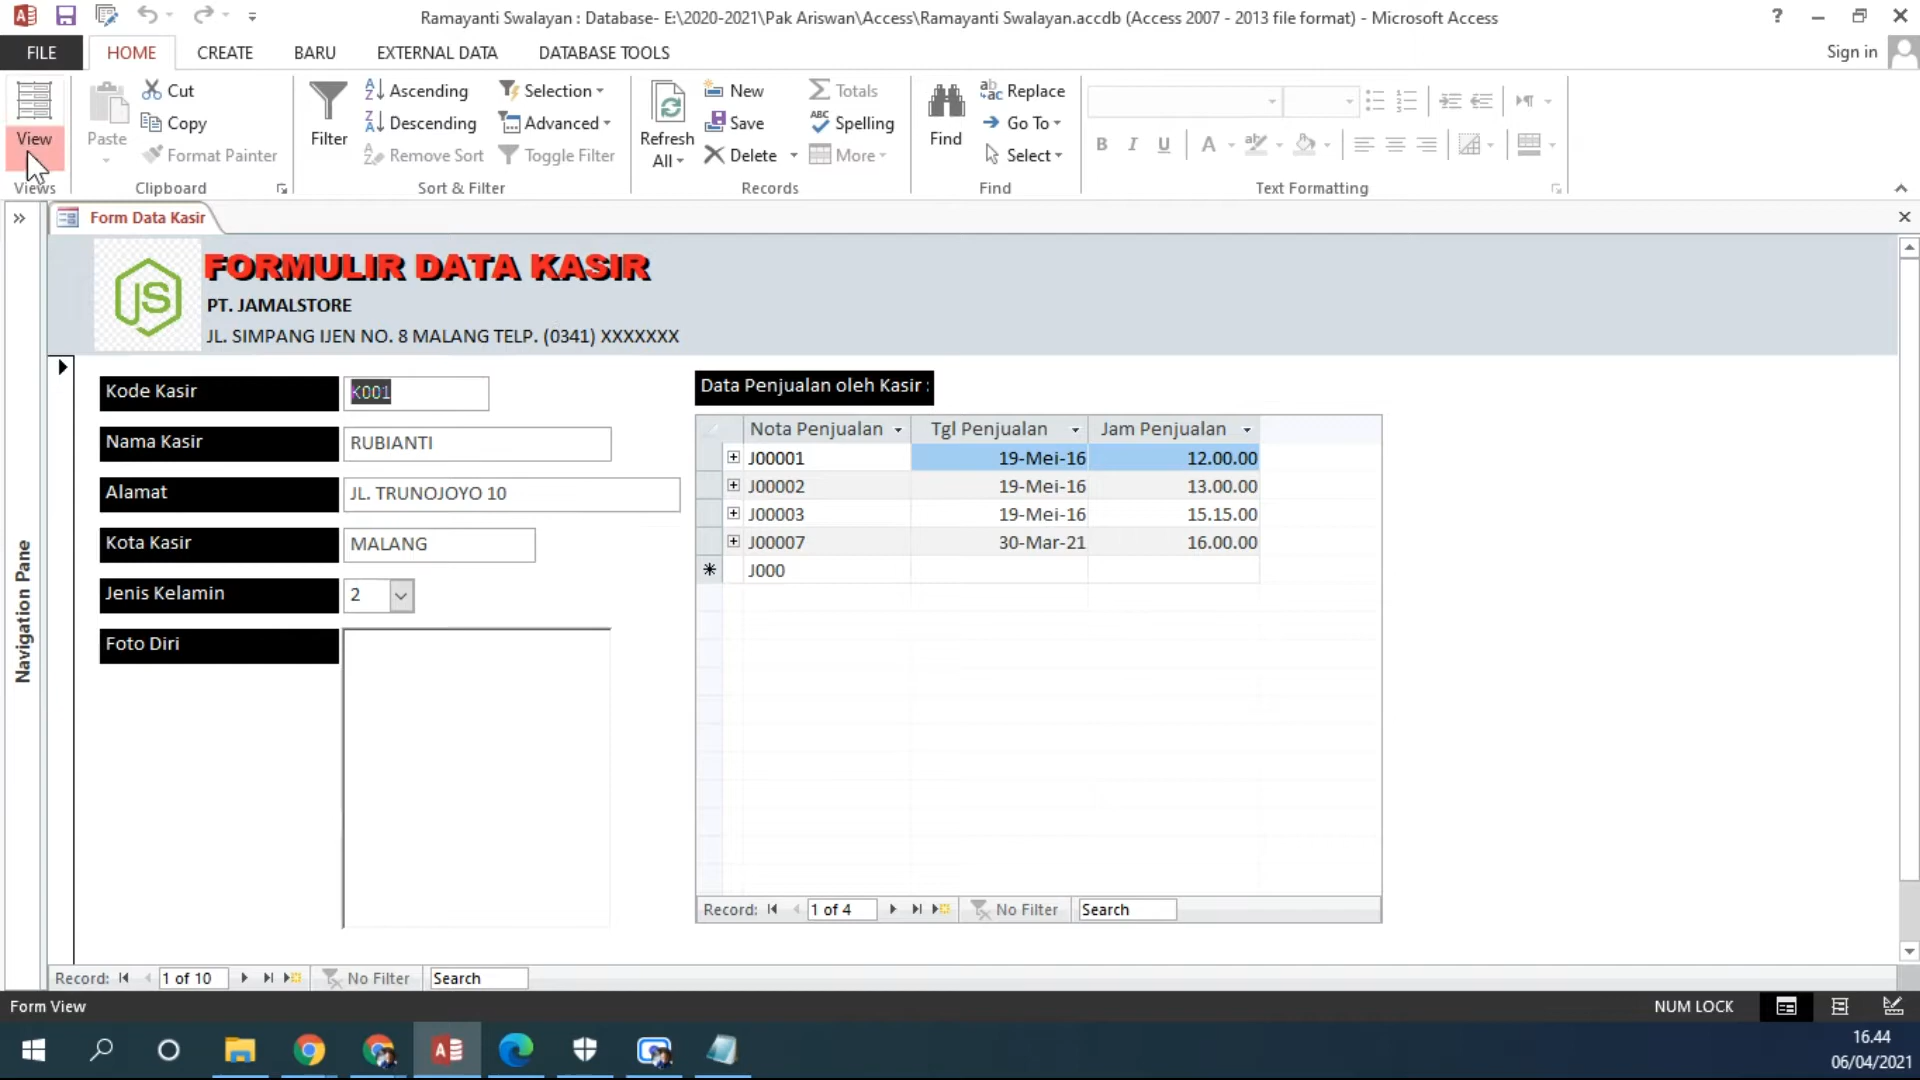 Ramayanti Swalayan : Database- E:\2020-2021\Pak Ariswan\Access\Ramayanti Swalayan.accdb (Access 2007 - 2013 file format) - Microsoft Access
?
FILE HOME CREATE BARU EXTERNAL DATA DATABASE TOOLS Sign in
View
Views
Paste
Cut
Copy
Format Painter
Clipboard
Filter
Ascending
Descending
Remove Sort
Selection
Advanced
Toggle Filter
Sort & Filter
Refresh
All
New
Save
Delete
Totals
Spelling
More
Records
Find
Replace
Go To
Select
Find
B I U A
Text Formatting
Navigation Pane
Form Data Kasir
JS
FORMULIR DATA KASIR
PT. JAMALSTORE
JL. SIMPANG IJEN NO. 8 MALANG TELP. (0341) XXXXXXX
Kode Kasir K001
Nama Kasir RUBIANTI
Alamat JL. TRUNOJOYO 10
Kota Kasir MALANG
Jenis Kelamin 2
Foto Diri
Data Penjualan oleh Kasir :
Nota Penjualan Tgl Penjualan Jam Penjualan
J00001 19-Mei-16 12.00.00
J00002 19-Mei-16 13.00.00
J00003 19-Mei-16 15.15.00
J00007 30-Mar-21 16.00.00
J000
Record: 1 of 4 No Filter Search
Record: 1 of 10 No Filter Search
Form View NUM LOCK
16.44
06/04/2021